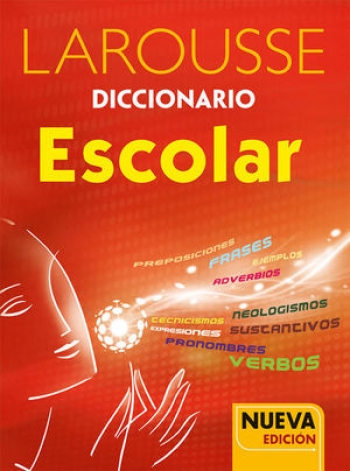 LAROUSSE
DICCIONARIO
Escolar
PREPOSICIONES
FRASES
EJEMPLOS
ADVERBIOS
NEOLOGISMOS
TECNICISMOS
EXPRESIONES
SUSTANTIVOS
PRONOMBRES
VERBOS
NUEVA
EDICIÓN